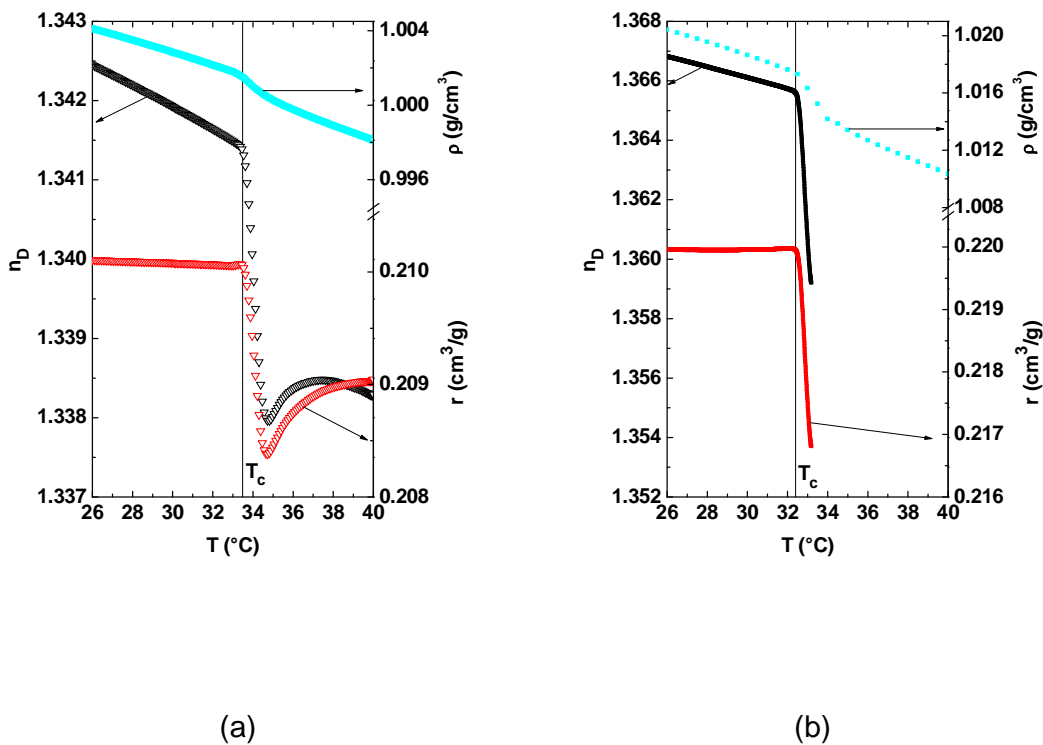 1.343
1.342
1.341
1.340
1.339
1.338
1.337
n_D
26 28 30 32 34 36 38 40
T (°C)
T_c
1.004
1.000
0.996
ρ (g/cm³)
0.210
0.209
0.208
r (cm³/g)
(a)
1.368
1.366
1.364
1.362
1.360
1.358
1.356
1.354
1.352
n_D
26 28 30 32 34 36 38 40
T (°C)
T_c
1.020
1.016
1.012
1.008
ρ (g/cm³)
0.220
0.219
0.218
0.217
0.216
r (cm³/g)
(b)